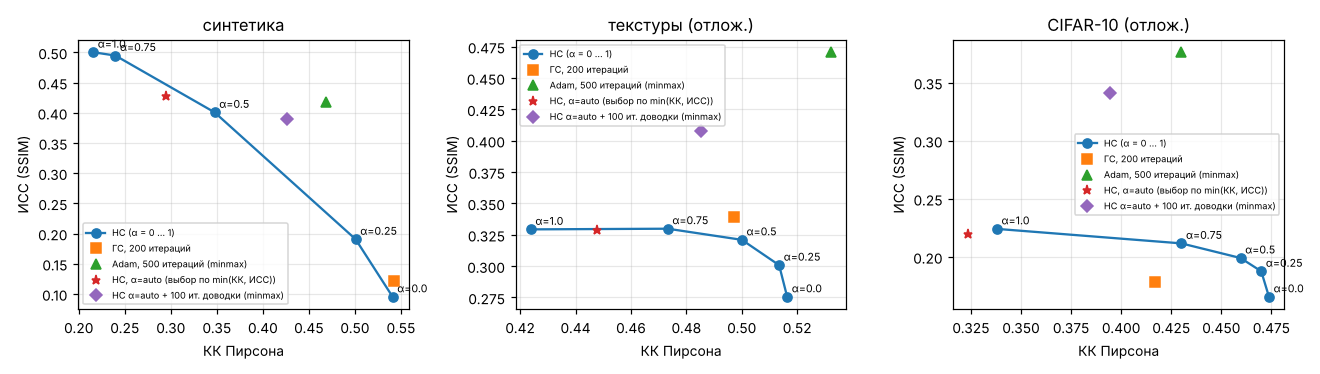 синтетика
ИСС (SSIM)
0.50
0.45
0.40
0.35
0.30
0.25
0.20
0.15
0.10
α=1.0
α=0.75
α=0.5
α=0.25
α=0.0
НС (α = 0 ... 1)
ГС, 200 итераций
Adam, 500 итераций (minmax)
НС, α=auto (выбор по min(КК, ИСС))
НС α=auto + 100 ит. доводки (minmax)
0.20 0.25 0.30 0.35 0.40 0.45 0.50 0.55
КК Пирсона
текстуры (отлож.)
ИСС (SSIM)
0.475
0.450
0.425
0.400
0.375
0.350
0.325
0.300
0.275
НС (α = 0 ... 1)
ГС, 200 итераций
Adam, 500 итераций (minmax)
НС, α=auto (выбор по min(КК, ИСС))
НС α=auto + 100 ит. доводки (minmax)
α=1.0
α=0.75
α=0.5
α=0.25
α=0.0
0.42 0.44 0.46 0.48 0.50 0.52
КК Пирсона
CIFAR-10 (отлож.)
ИСС (SSIM)
0.35
0.30
0.25
0.20
НС (α = 0 ... 1)
ГС, 200 итераций
Adam, 500 итераций (minmax)
НС, α=auto (выбор по min(КК, ИСС))
НС α=auto + 100 ит. доводки (minmax)
α=1.0
α=0.75
α=0.5
α=0.25
α=0.0
0.325 0.350 0.375 0.400 0.425 0.450 0.475
КК Пирсона